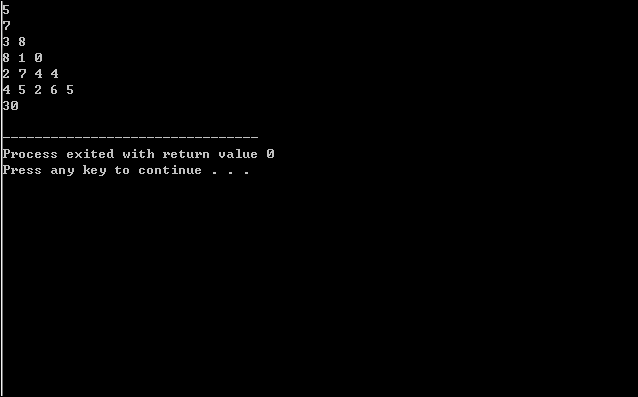 5
7
3 8
8 1 0
2 7 4 4
4 5 2 6 5
30
--------------------------------
Process exited with return value 0
Press any key to continue . . .